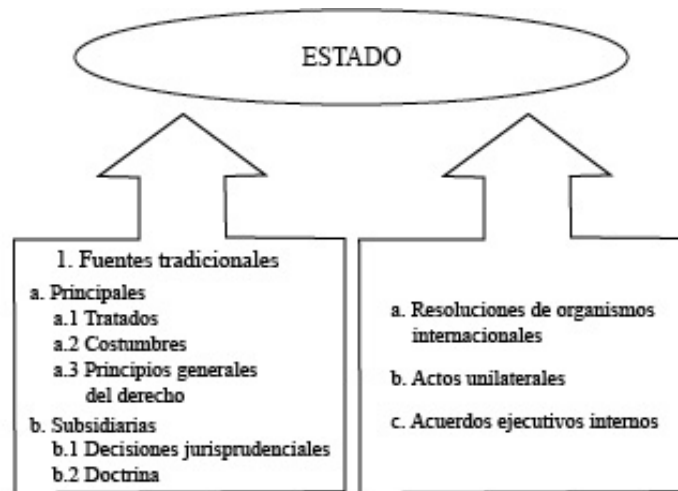 ESTADO
1. Fuentes tradicionales
a. Principales
a.1 Tratados
a.2 Costumbres
a.3 Principios generales
del derecho
b. Subsidiarias
b.1 Decisiones jurisprudenciales
b.2 Doctrina
a. Resoluciones de organismos
internacionales
b. Actos unilaterales
c. Acuerdos ejecutivos internos